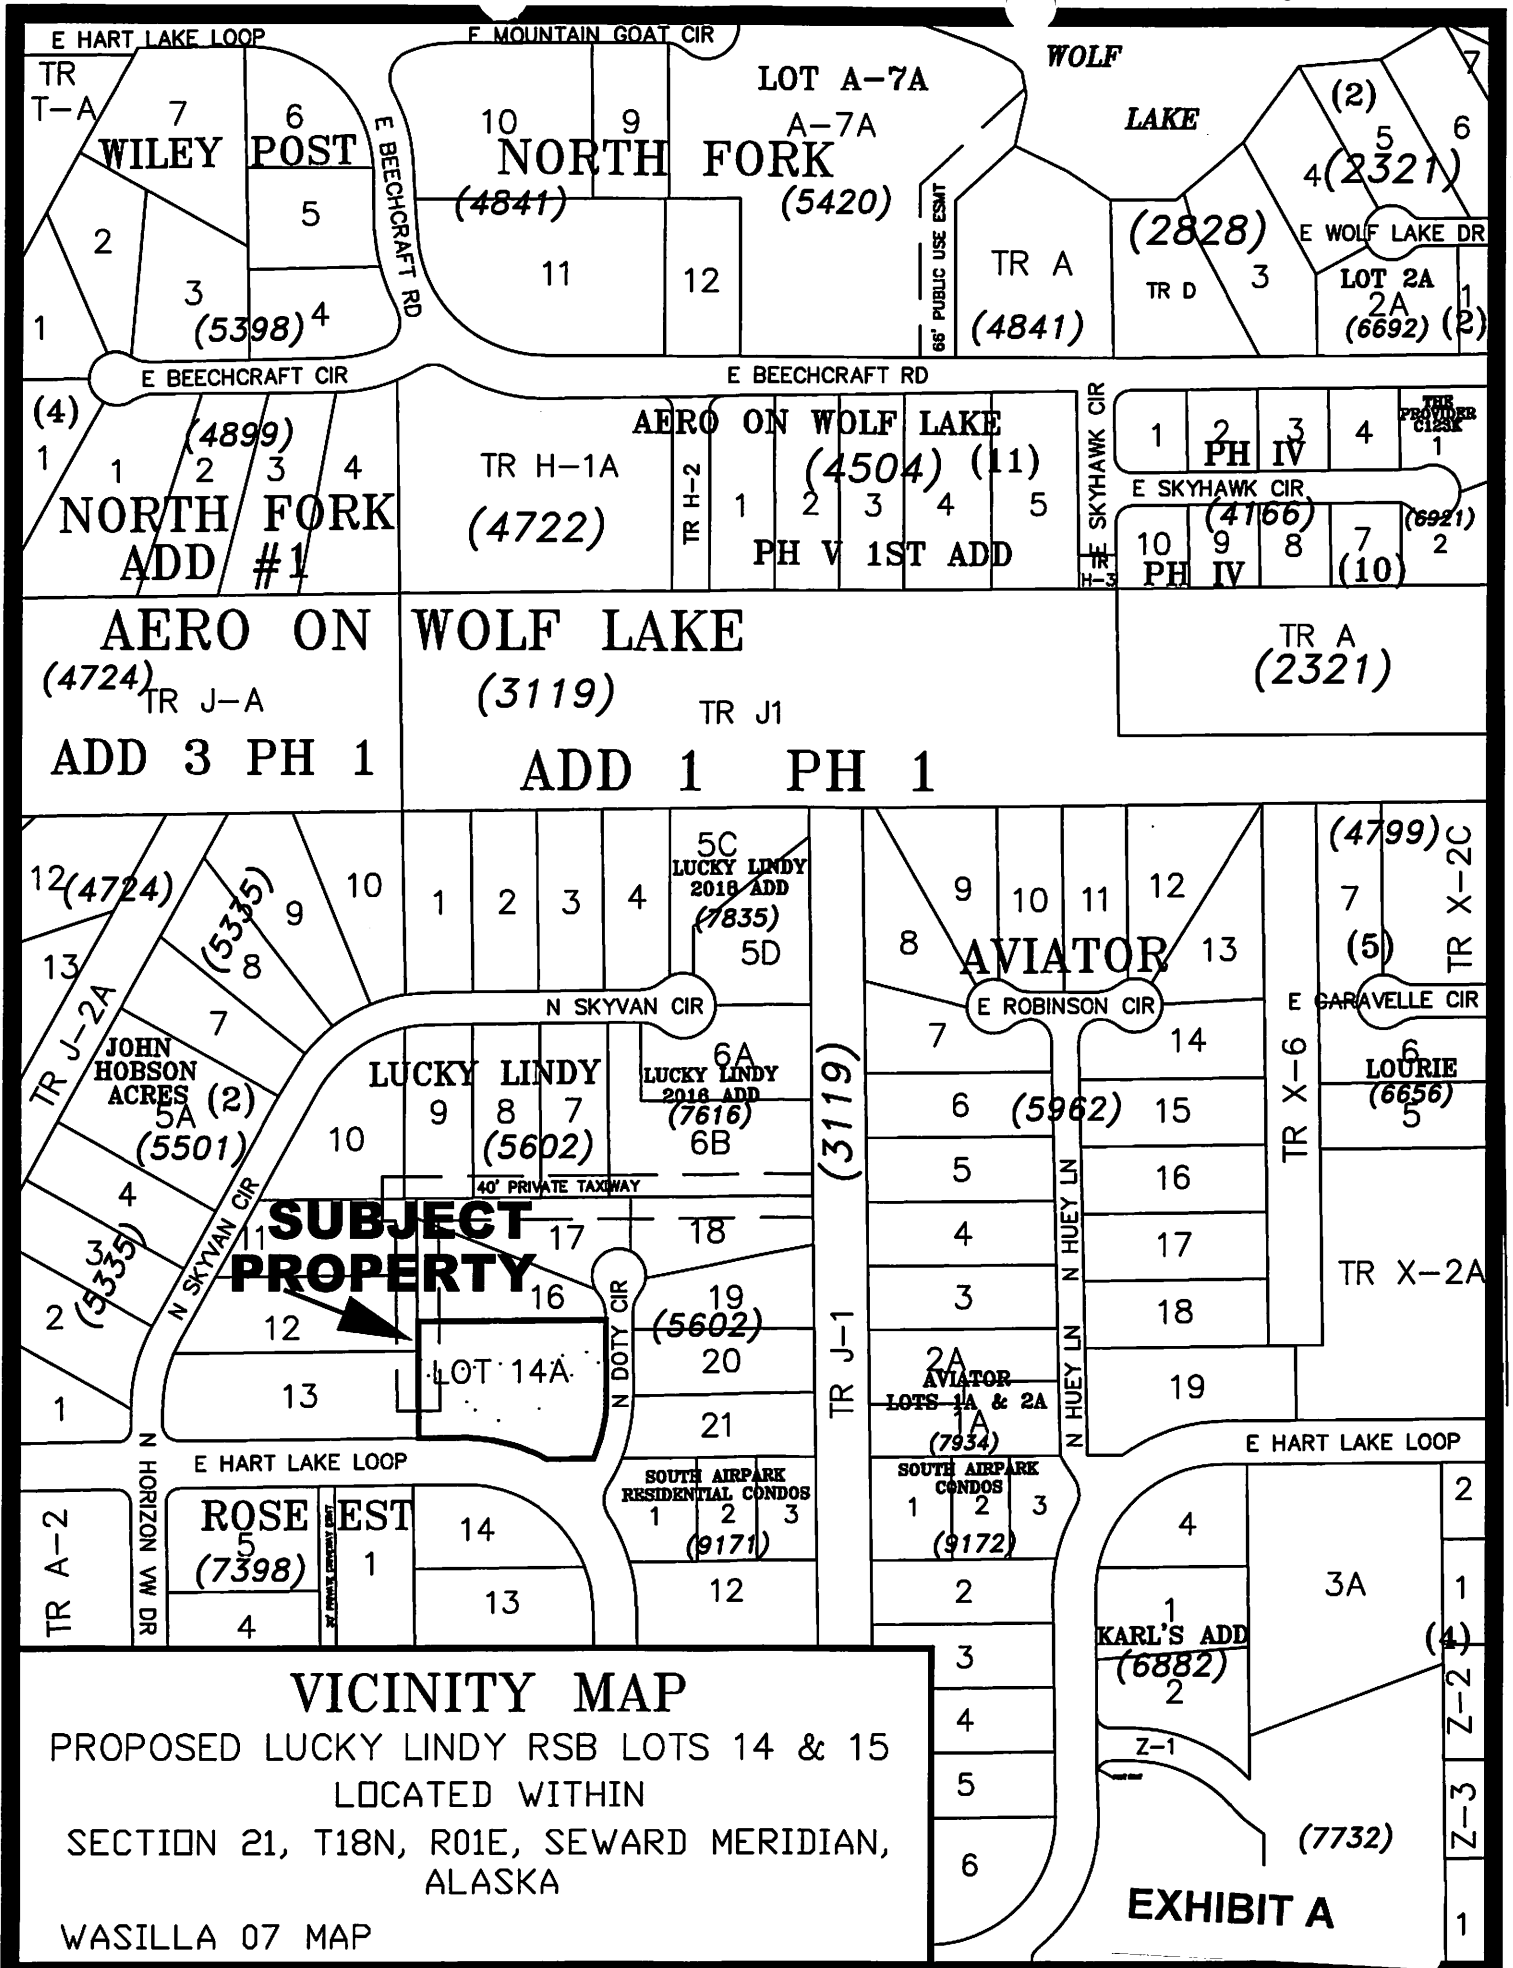 E HART LAKE LOOP
E MOUNTAIN GOAT CIR
WOLF
LAKE
TR
T-A
7
6
WILEY POST
5
2
3
4
1
(5398)
E BEECHCRAFT RD
10
9
NORTH FORK
(4841)
11
12
LOT A-7A
A-7A
(5420)
66' PUBLIC USE ESMT
TR A
(4841)
(2828)
TR D
3
(2)
7
6
5
4
(2321)
E WOLF LAKE DR
LOT 2A
2A
(6692)
1
(2)
E BEECHCRAFT CIR
E BEECHCRAFT RD
(4)
1
(4899)
1
2
3
4
NORTH FORK
ADD #1
TR H-1A
(4722)
TR H-2
AERO ON WOLF LAKE
(4504) (11)
1
2
3
4
5
PH V 1ST ADD
E SKYHAWK CIR
TR
H-3
1
2
3
4
PH IV
THE
PROVIDER
C123K
1
E SKYHAWK CIR
(4166)
(6921)
2
10
9
8
7
PH IV
(10)
AERO ON WOLF LAKE
(4724)
TR J-A
(3119)
TR J1
ADD 3 PH 1
ADD 1 PH 1
TR A
(2321)
12
(4724)
13
TR J-2A
(5335)
10
9
8
7
JOHN
HOBSON
ACRES
5A
(2)
(5501)
4
3
(5335)
2
1
1
2
3
4
5C
LUCKY LINDY
2018 ADD
(7835)
5D
N SKYVAN CIR
N SKYVAN CIR
LUCKY LINDY
10
9
8
7
(5602)
6A
LUCKY LINDY
2016 ADD
(7616)
6B
40' PRIVATE TAXIWAY
SUBJECT
PROPERTY
11
12
13
17
16
18
LOT 14A
N DOTY CIR
19
(5602)
20
21
(3119)
TR J-1
AVIATOR
8
9
10
11
12
13
E ROBINSON CIR
7
6
5
4
3
(5962)
14
15
16
17
18
19
N HUEY LN
N HUEY LN
2A
AVIATOR
LOTS 1A & 2A
1A
(7934)
TR X-6
(4799)
7
(5)
TR X-2C
E CARAVELLE CIR
6
LOURIE
(6656)
5
TR X-2A
E HART LAKE LOOP
E HART LAKE LOOP
N HORIZON VW DR
TR A-2
ROSE EST
5
(7398)
4
1
14
13
SOUTH AIRPARK
RESIDENTIAL CONDOS
1
2
3
(9171)
12
SOUTH AIRPARK
CONDOS
1
2
3
(9172)
2
3
4
5
6
4
1
KARL'S ADD
(6882)
2
Z-1
3A
2
1
(4)
Z-2
Z-3
1
(7732)
VICINITY MAP
PROPOSED LUCKY LINDY RSB LOTS 14 & 15
LOCATED WITHIN
SECTION 21, T18N, R01E, SEWARD MERIDIAN,
ALASKA
WASILLA 07 MAP
EXHIBIT A